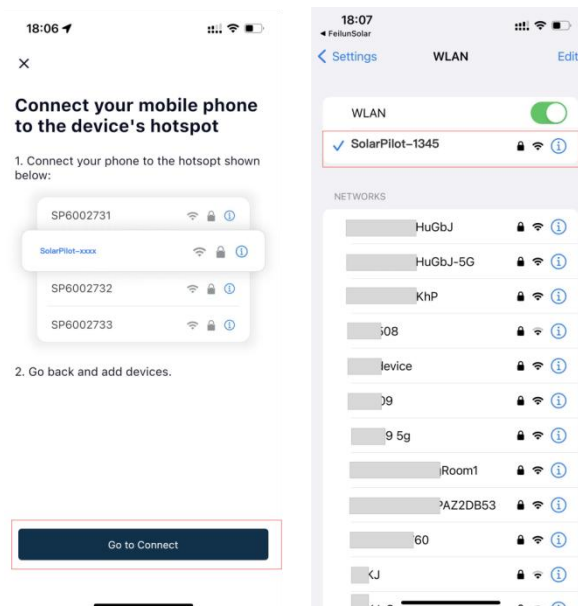 18:06
Connect your mobile phone
to the device's hotspot
1. Connect your phone to the hotsopt shown
below:
SP6002731
SolarPilot-xxxx
SP6002732
SP6002733
2. Go back and add devices.
Go to Connect
18:07
FeilunSolar
Settings
WLAN
Edit
WLAN
SolarPilot-1345
NETWORKS
HuGbJ
HuGbJ-5G
KhP
508
device
09
9 5g
Room1
PAZ2DB53
60
KJ